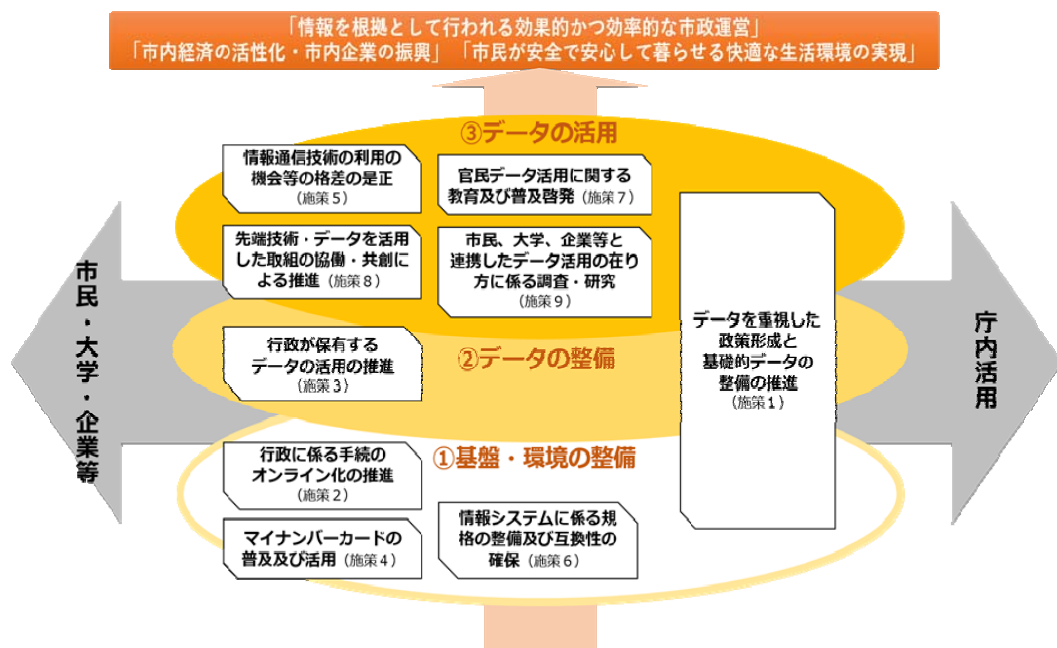 「情報を根拠として行われる効果的かつ効率的な市政運営」
「市内経済の活性化・市内企業の振興」 「市民が安全で安心して暮らせる快適な生活環境の実現」
③データの活用
情報通信技術の利用の
機会等の格差の是正
（施策５）
官民データ活用に関する
教育及び普及啓発（施策７）
先端技術・データを活用
した取組の協働・共創に
よる推進（施策８）
市民、大学、企業等と
連携したデータ活用の在り
方に係る調査・研究
（施策９）
市民・大学・企業等
データを重視した
政策形成と
基礎的データの
整備の推進
（施策１）
庁内活用
②データの整備
行政が保有する
データの活用の推進
（施策３）
①基盤・環境の整備
行政に係る手続の
オンライン化の推進
（施策２）
マイナンバーカードの
普及及び活用（施策４）
情報システムに係る規
格の整備及び互換性の
確保（施策６）